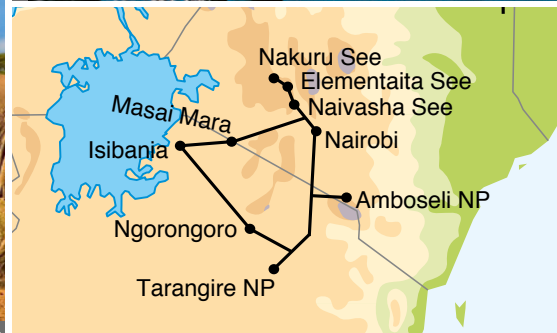 Nakuru See
Elementaita See
Naivasha See
Masai Mara
Nairobi
Isibania
Amboseli NP
Ngorongoro
Tarangire NP